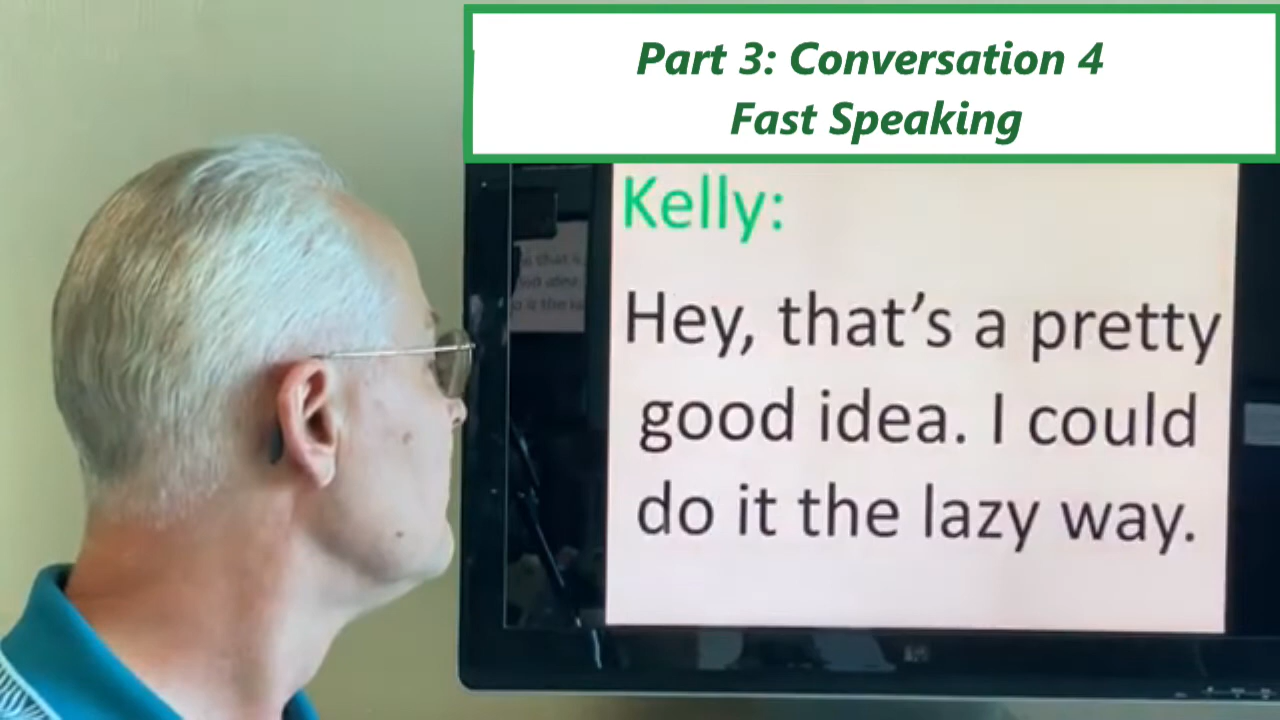 Part 3: Conversation 4
Fast Speaking
Kelly:
Hey, that's a pretty
good idea. I could
do it the lazy way.